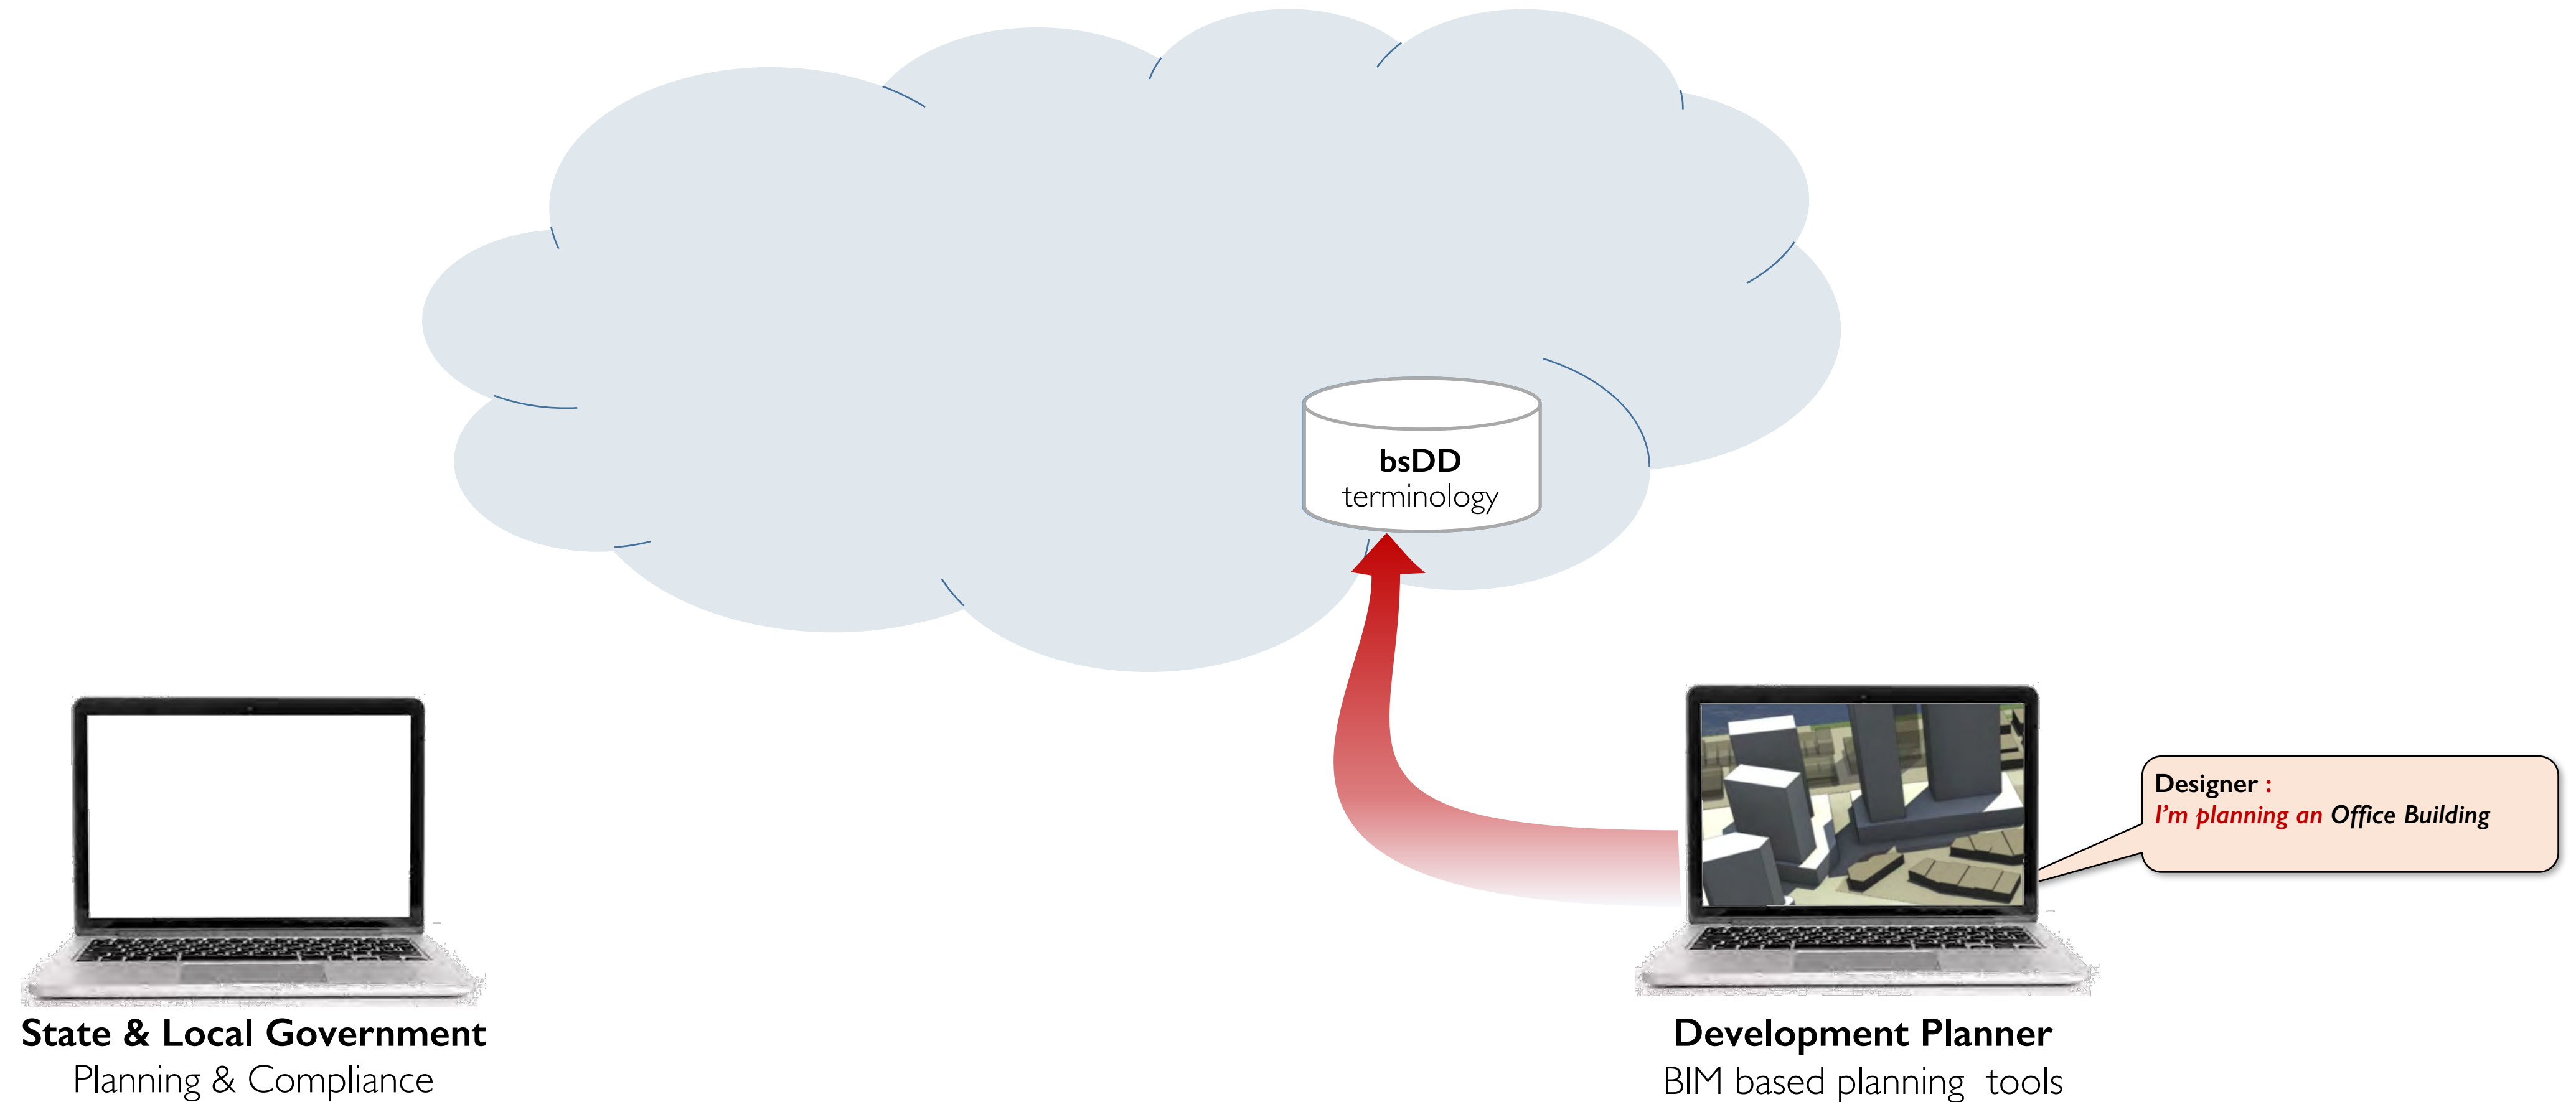 bsDD
terminology
Designer :
I'm planning an Office Building
State & Local Government
Planning & Compliance
Development Planner
BIM based planning tools